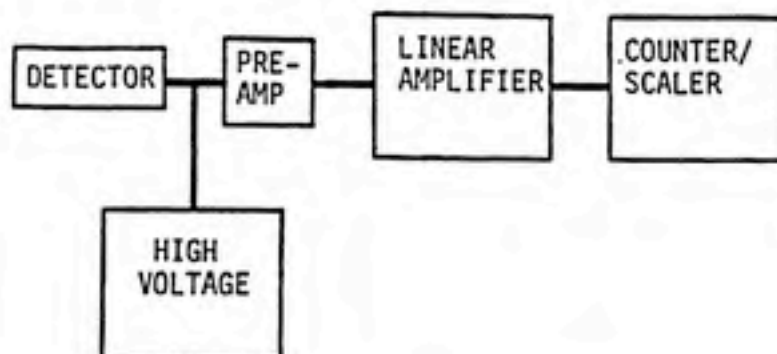 DETECTOR
PRE-
AMP
LINEAR
AMPLIFIER
COUNTER/
SCALER
HIGH
VOLTAGE